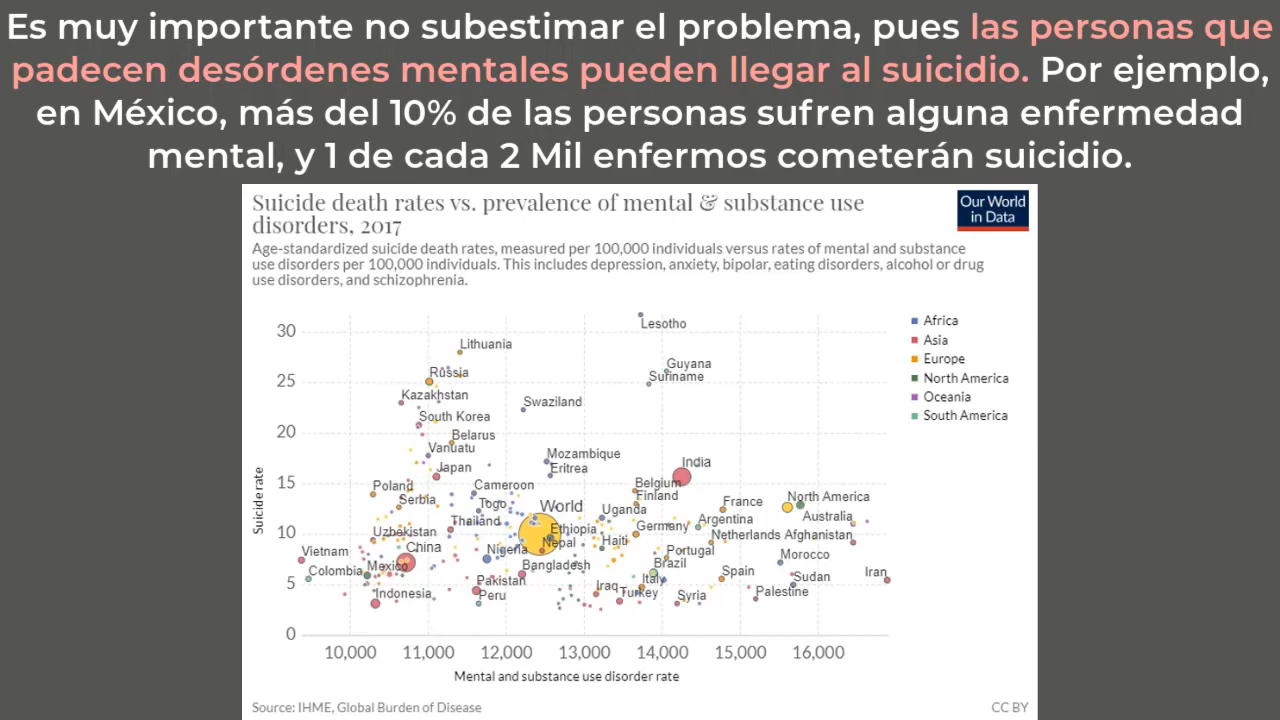 Es muy importante no subestimar el problema, pues las personas que
padecen desórdenes mentales pueden llegar al suicidio. Por ejemplo,
en México, más del 10% de las personas sufren alguna enfermedad
mental, y 1 de cada 2 Mil enfermos cometerán suicidio.
Suicide death rates vs. prevalence of mental & substance use
disorders, 2017
Our World
in Data
Age-standardized suicide death rates, measured per 100,000 individuals versus rates of mental and substance
use disorders per 100,000 individuals. This includes depression, anxiety, bipolar, eating disorders, alcohol or drug
use disorders, and schizophrenia.
30
Lesotho
Africa
Asia
Lithuania
Europe
Guyana
Russia
Suriname
25
North America
Kazakhstan
Swaziland
Oceania
South Korea
South America
20
Belarus
Vanuatu
Mozambique
Japan
Eritrea
India
15
Poland
Cameroon
Belgium
Serbia
Togo
World
Finland
France
North America
Uganda
Thailand
Argentina
Australia
10
Uzbekistan
Ethiopia
Germany
Netherlands
Afghanistan
China
Nigeria
Nepal
Haiti
Vietnam
Portugal
Morocco
Colombia
Mexico
Bangladesh
Brazil
Spain
Iran
5
Pakistan
Italy
Sudan
Indonesia
Peru
Iraq
Turkey
Syria
Palestine
0
10,000
11,000
12,000
13,000
14,000
15,000
16,000
Suicide rate
Mental and substance use disorder rate
Source: IHME, Global Burden of Disease
CC BY